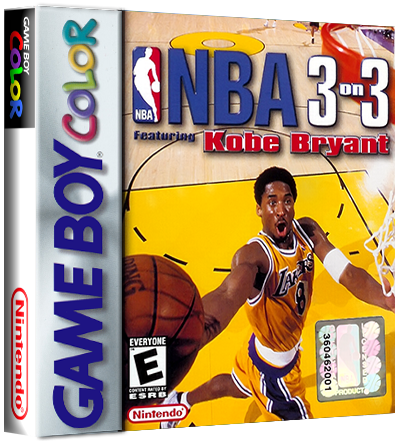 GAME BOY
COLOR
Nintendo
GAME BOY COLOR
NBA
NBA 3 on 3
Featuring Kobe Bryant
LAKERS
8
EVERYONE
E
CONTENT RATED BY
ESRB
Nintendo
360462001